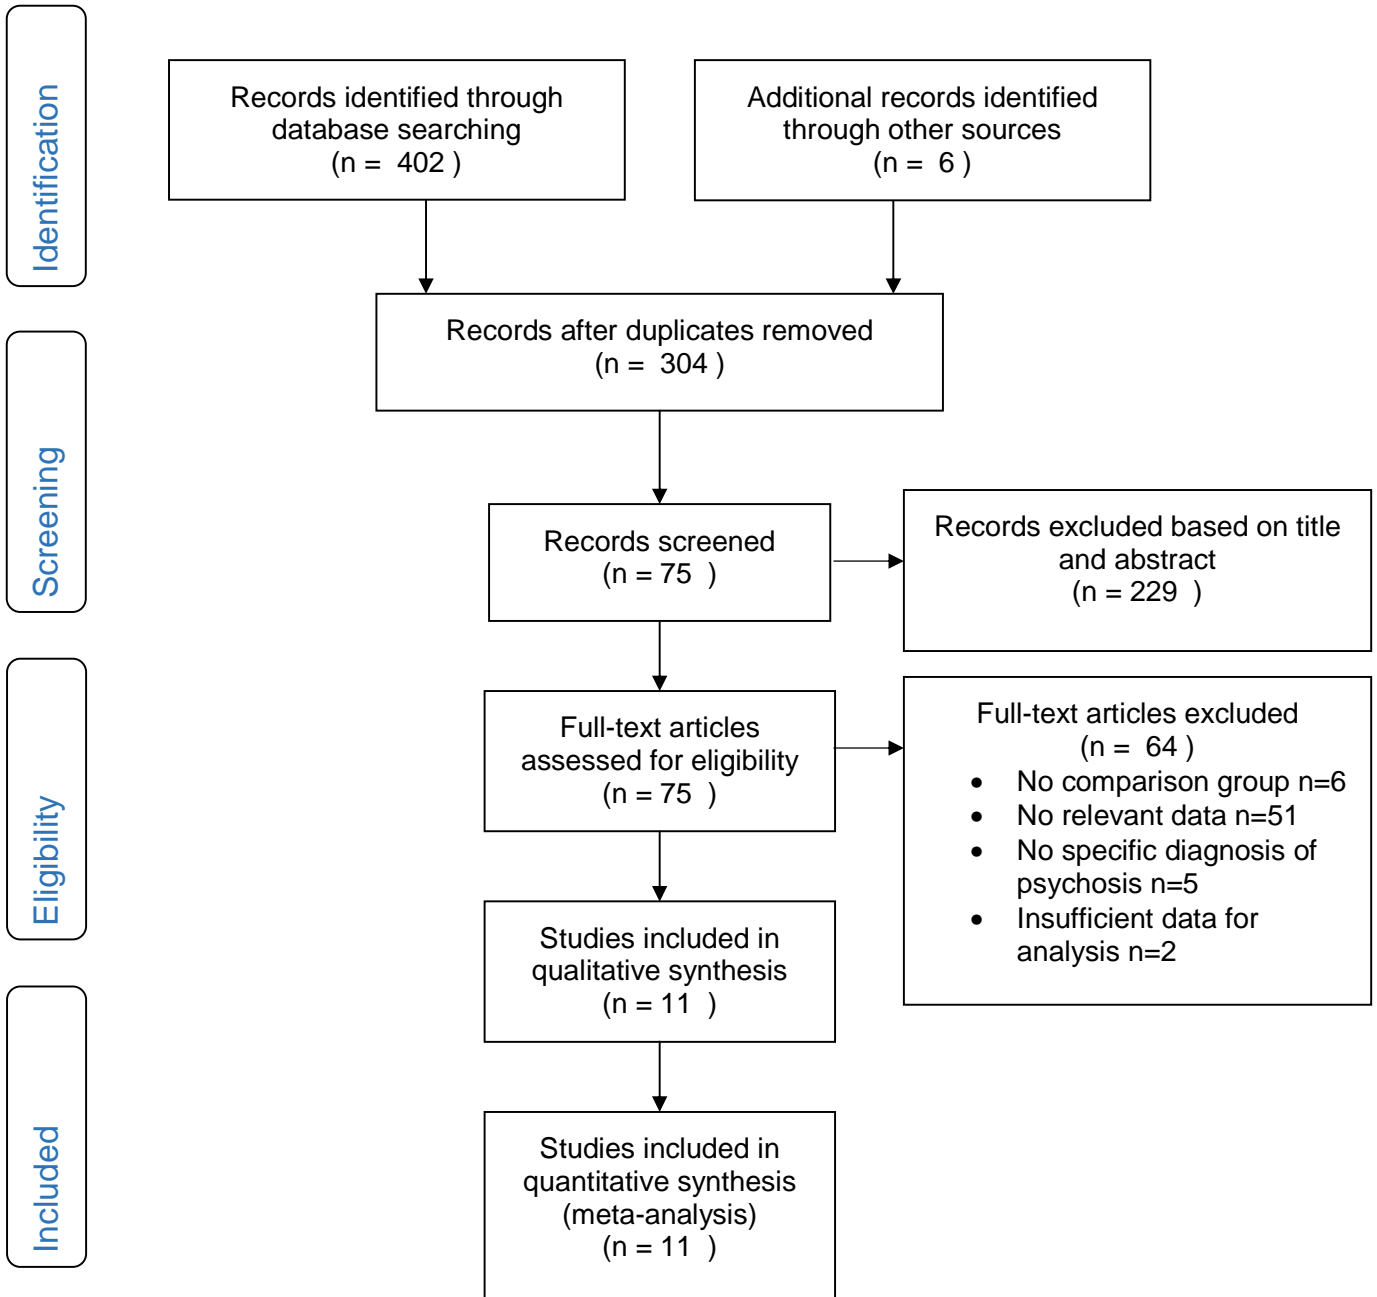 Identification
Records identified through
database searching
(n =  402 )
Additional records identified
through other sources
(n =  6 )
Records after duplicates removed
(n =  304 )
Screening
Records screened
(n = 75  )
Records excluded based on title
and abstract
(n = 229  )
Eligibility
Full-text articles
assessed for eligibility
(n = 75  )
Full-text articles excluded
(n =  64 )
• No comparison group n=6
• No relevant data n=51
• No specific diagnosis of
psychosis n=5
• Insufficient data for
analysis n=2
Studies included in
qualitative synthesis
(n = 11  )
Included
Studies included in
quantitative synthesis
(meta-analysis)
(n = 11  )